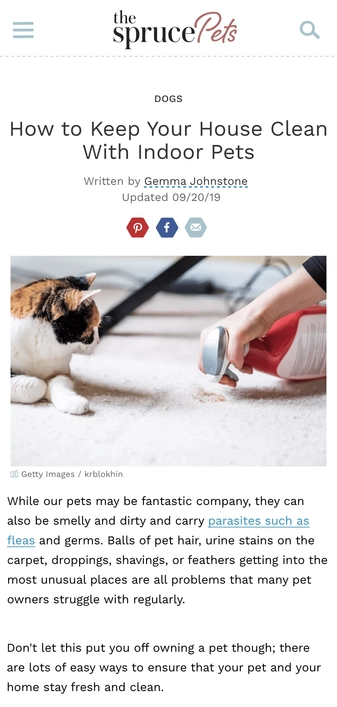 the
sprucePets
DOGS
How to Keep Your House Clean
With Indoor Pets
Written by Gemma Johnstone
Updated 09/20/19
Getty Images / krblokhin
While our pets may be fantastic company, they can
also be smelly and dirty and carry parasites such as
fleas and germs. Balls of pet hair, urine stains on the
carpet, droppings, shavings, or feathers getting into the
most unusual places are all problems that many pet
owners struggle with regularly.
Don't let this put you off owning a pet though; there
are lots of easy ways to ensure that your pet and your
home stay fresh and clean.